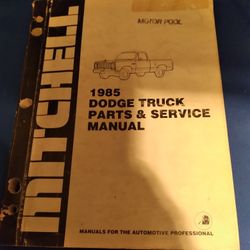 MOTOR POOL
MITCHELL
1985
DODGE TRUCK
PARTS & SERVICE
MANUAL
MANUALS FOR THE AUTOMOTIVE PROFESSIONAL